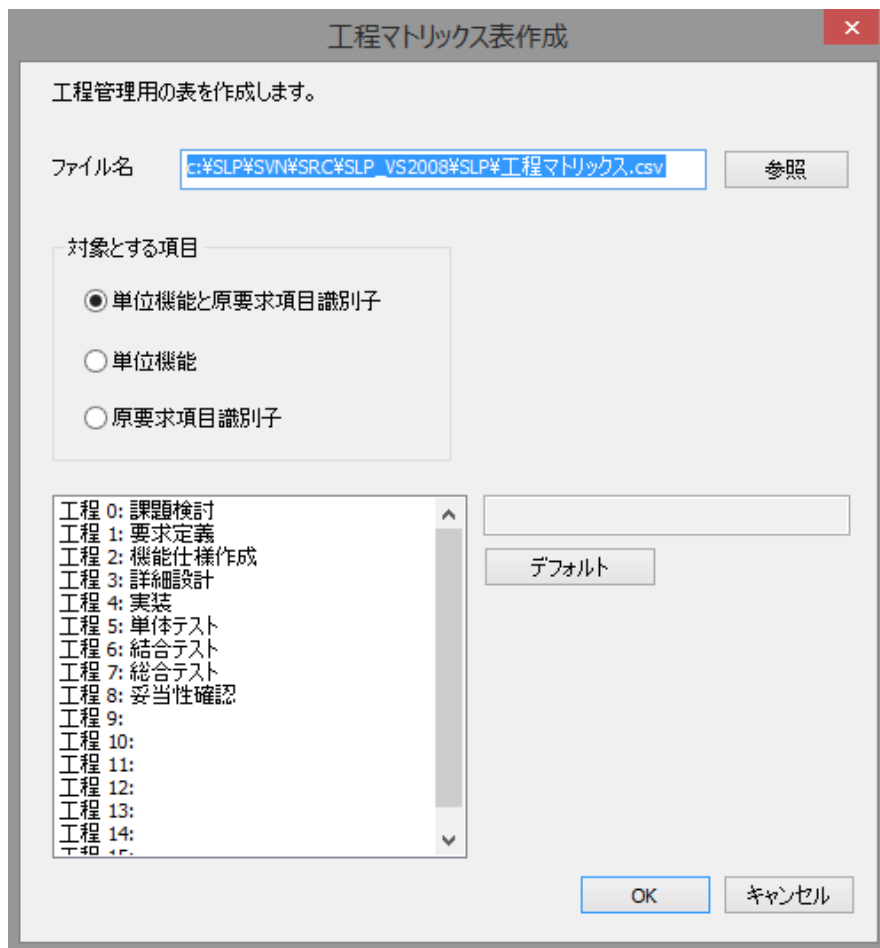 工程マトリックス表作成
工程管理用の表を作成します。
ファイル名 c:¥SLP¥SVN¥SRC¥SLP_VS2008¥SLP¥工程マトリックス.csv 参照
対象とする項目
単位機能と原要求項目識別子
単位機能
原要求項目識別子
工程 0: 課題検討
工程 1: 要求定義
工程 2: 機能仕様作成
デフォルト
工程 3: 詳細設計
工程 4: 実装
工程 5: 単体テスト
工程 6: 結合テスト
工程 7: 総合テスト
工程 8: 妥当性確認
工程 9:
工程 10:
工程 11:
工程 12:
工程 13:
工程 14:
工程 15:
OK キャンセル